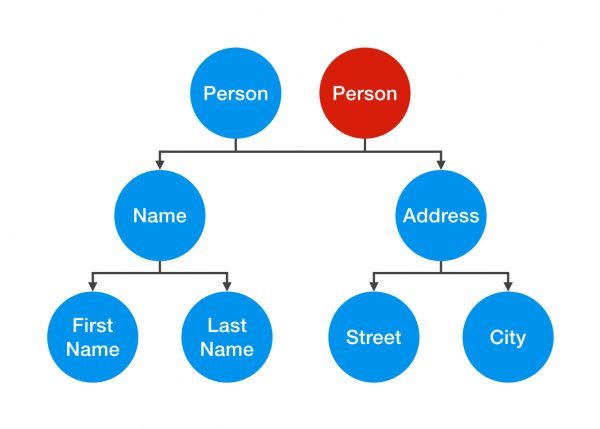 Person
Person
Name
Address
First
Name
Last
Name
Street
City